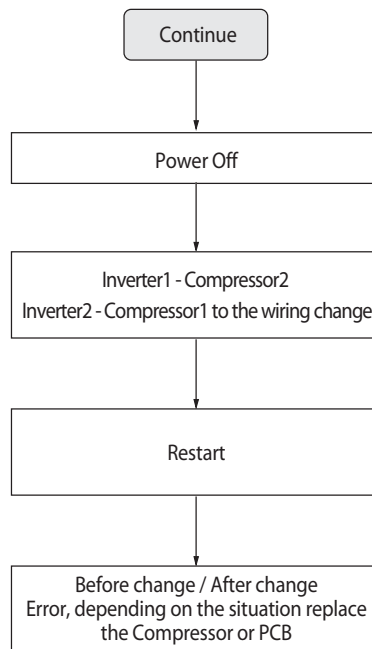 Continue
Power Off
Inverter1 - Compressor2
Inverter2 - Compressor1 to the wiring change
Restart
Before change / After change
Error, depending on the situation replace
the Compressor or PCB